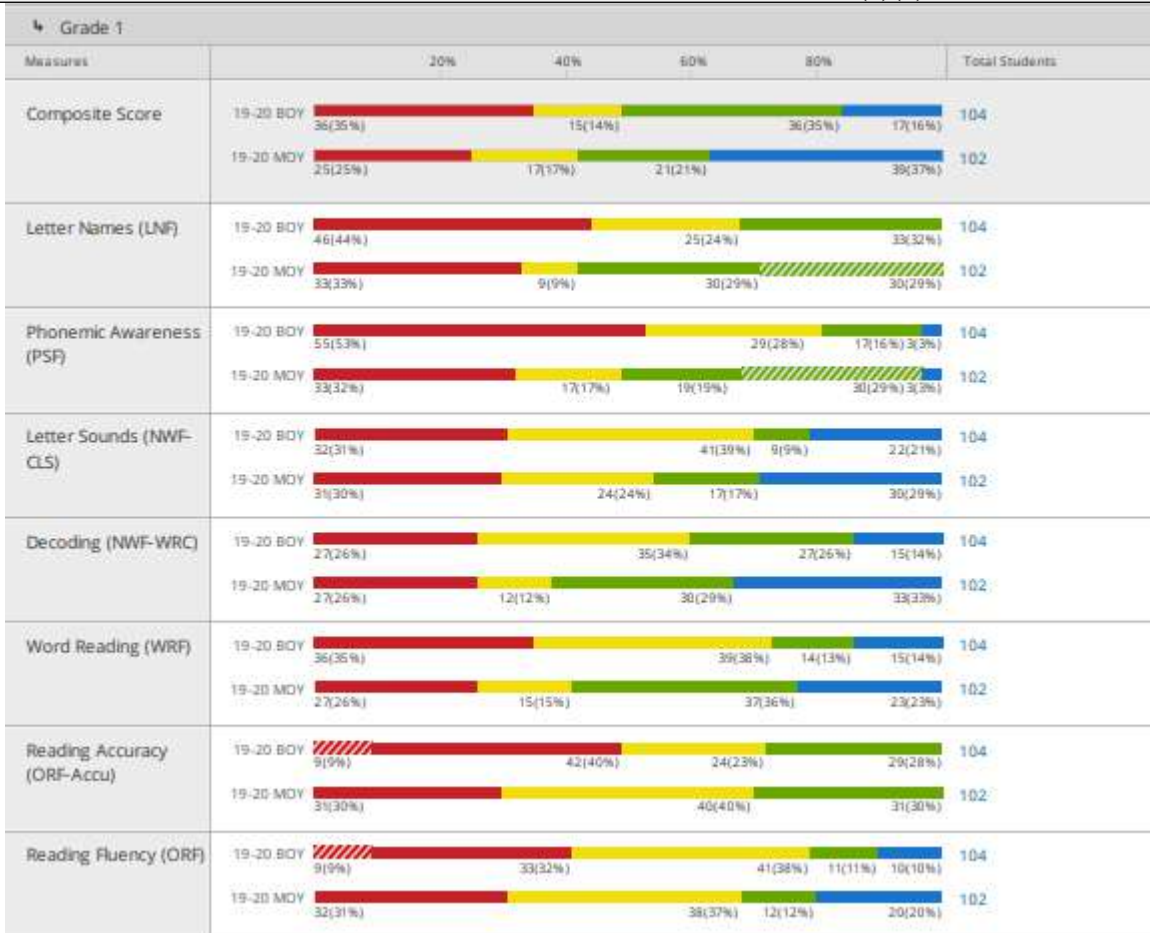 ↳ Grade 1
Measures 20% 40% 60% 80% Total Students
Composite Score 19-20 BOY 104
36(35%) 15(14%) 36(35%) 17(16%)
19-20 MOY 102
25(25%) 17(17%) 21(21%) 39(37%)
Letter Names (LNF) 19-20 BOY 104
46(44%) 25(24%) 33(32%)
19-20 MOY 102
33(33%) 9(9%) 30(29%) 30(29%)
Phonemic Awareness 19-20 BOY 104
(PSF) 55(53%) 29(28%) 17(16%) 3(3%)
19-20 MOY 102
33(32%) 17(17%) 19(19%) 30(29%) 3(3%)
Letter Sounds (NWF- 19-20 BOY 104
CLS) 32(31%) 41(39%) 9(9%) 22(21%)
19-20 MOY 102
31(30%) 24(24%) 17(17%) 30(29%)
Decoding (NWF-WRC) 19-20 BOY 104
27(26%) 35(34%) 27(26%) 15(14%)
19-20 MOY 102
27(26%) 12(12%) 30(29%) 33(33%)
Word Reading (WRF) 19-20 BOY 104
36(35%) 39(38%) 14(13%) 15(14%)
19-20 MOY 102
27(26%) 15(15%) 37(36%) 23(23%)
Reading Accuracy 19-20 BOY 104
(ORF-Accu) 9(9%) 42(40%) 24(23%) 29(28%)
19-20 MOY 102
31(30%) 40(40%) 31(30%)
Reading Fluency (ORF) 19-20 BOY 104
9(9%) 33(32%) 41(38%) 11(11%) 10(10%)
19-20 MOY 102
32(31%) 38(37%) 12(12%) 20(20%)